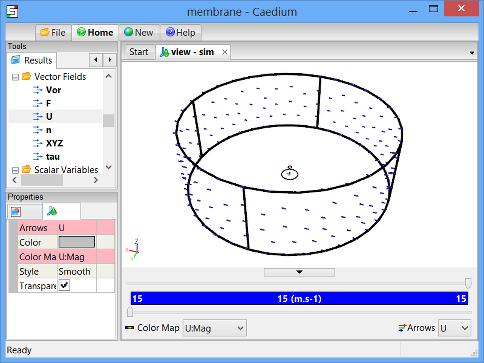 membrane - Caedium
File Home New Help
Tools
Results
Vector Fields
Vor
F
U
n
XYZ
tau
Scalar Variables
Properties
Arrows U
Color
Color Ma U:Mag
Style Smooth
Transpare
Start view - sim
Z
15 15 (m.s-1) 15
Color Map U:Mag Arrows U
Ready